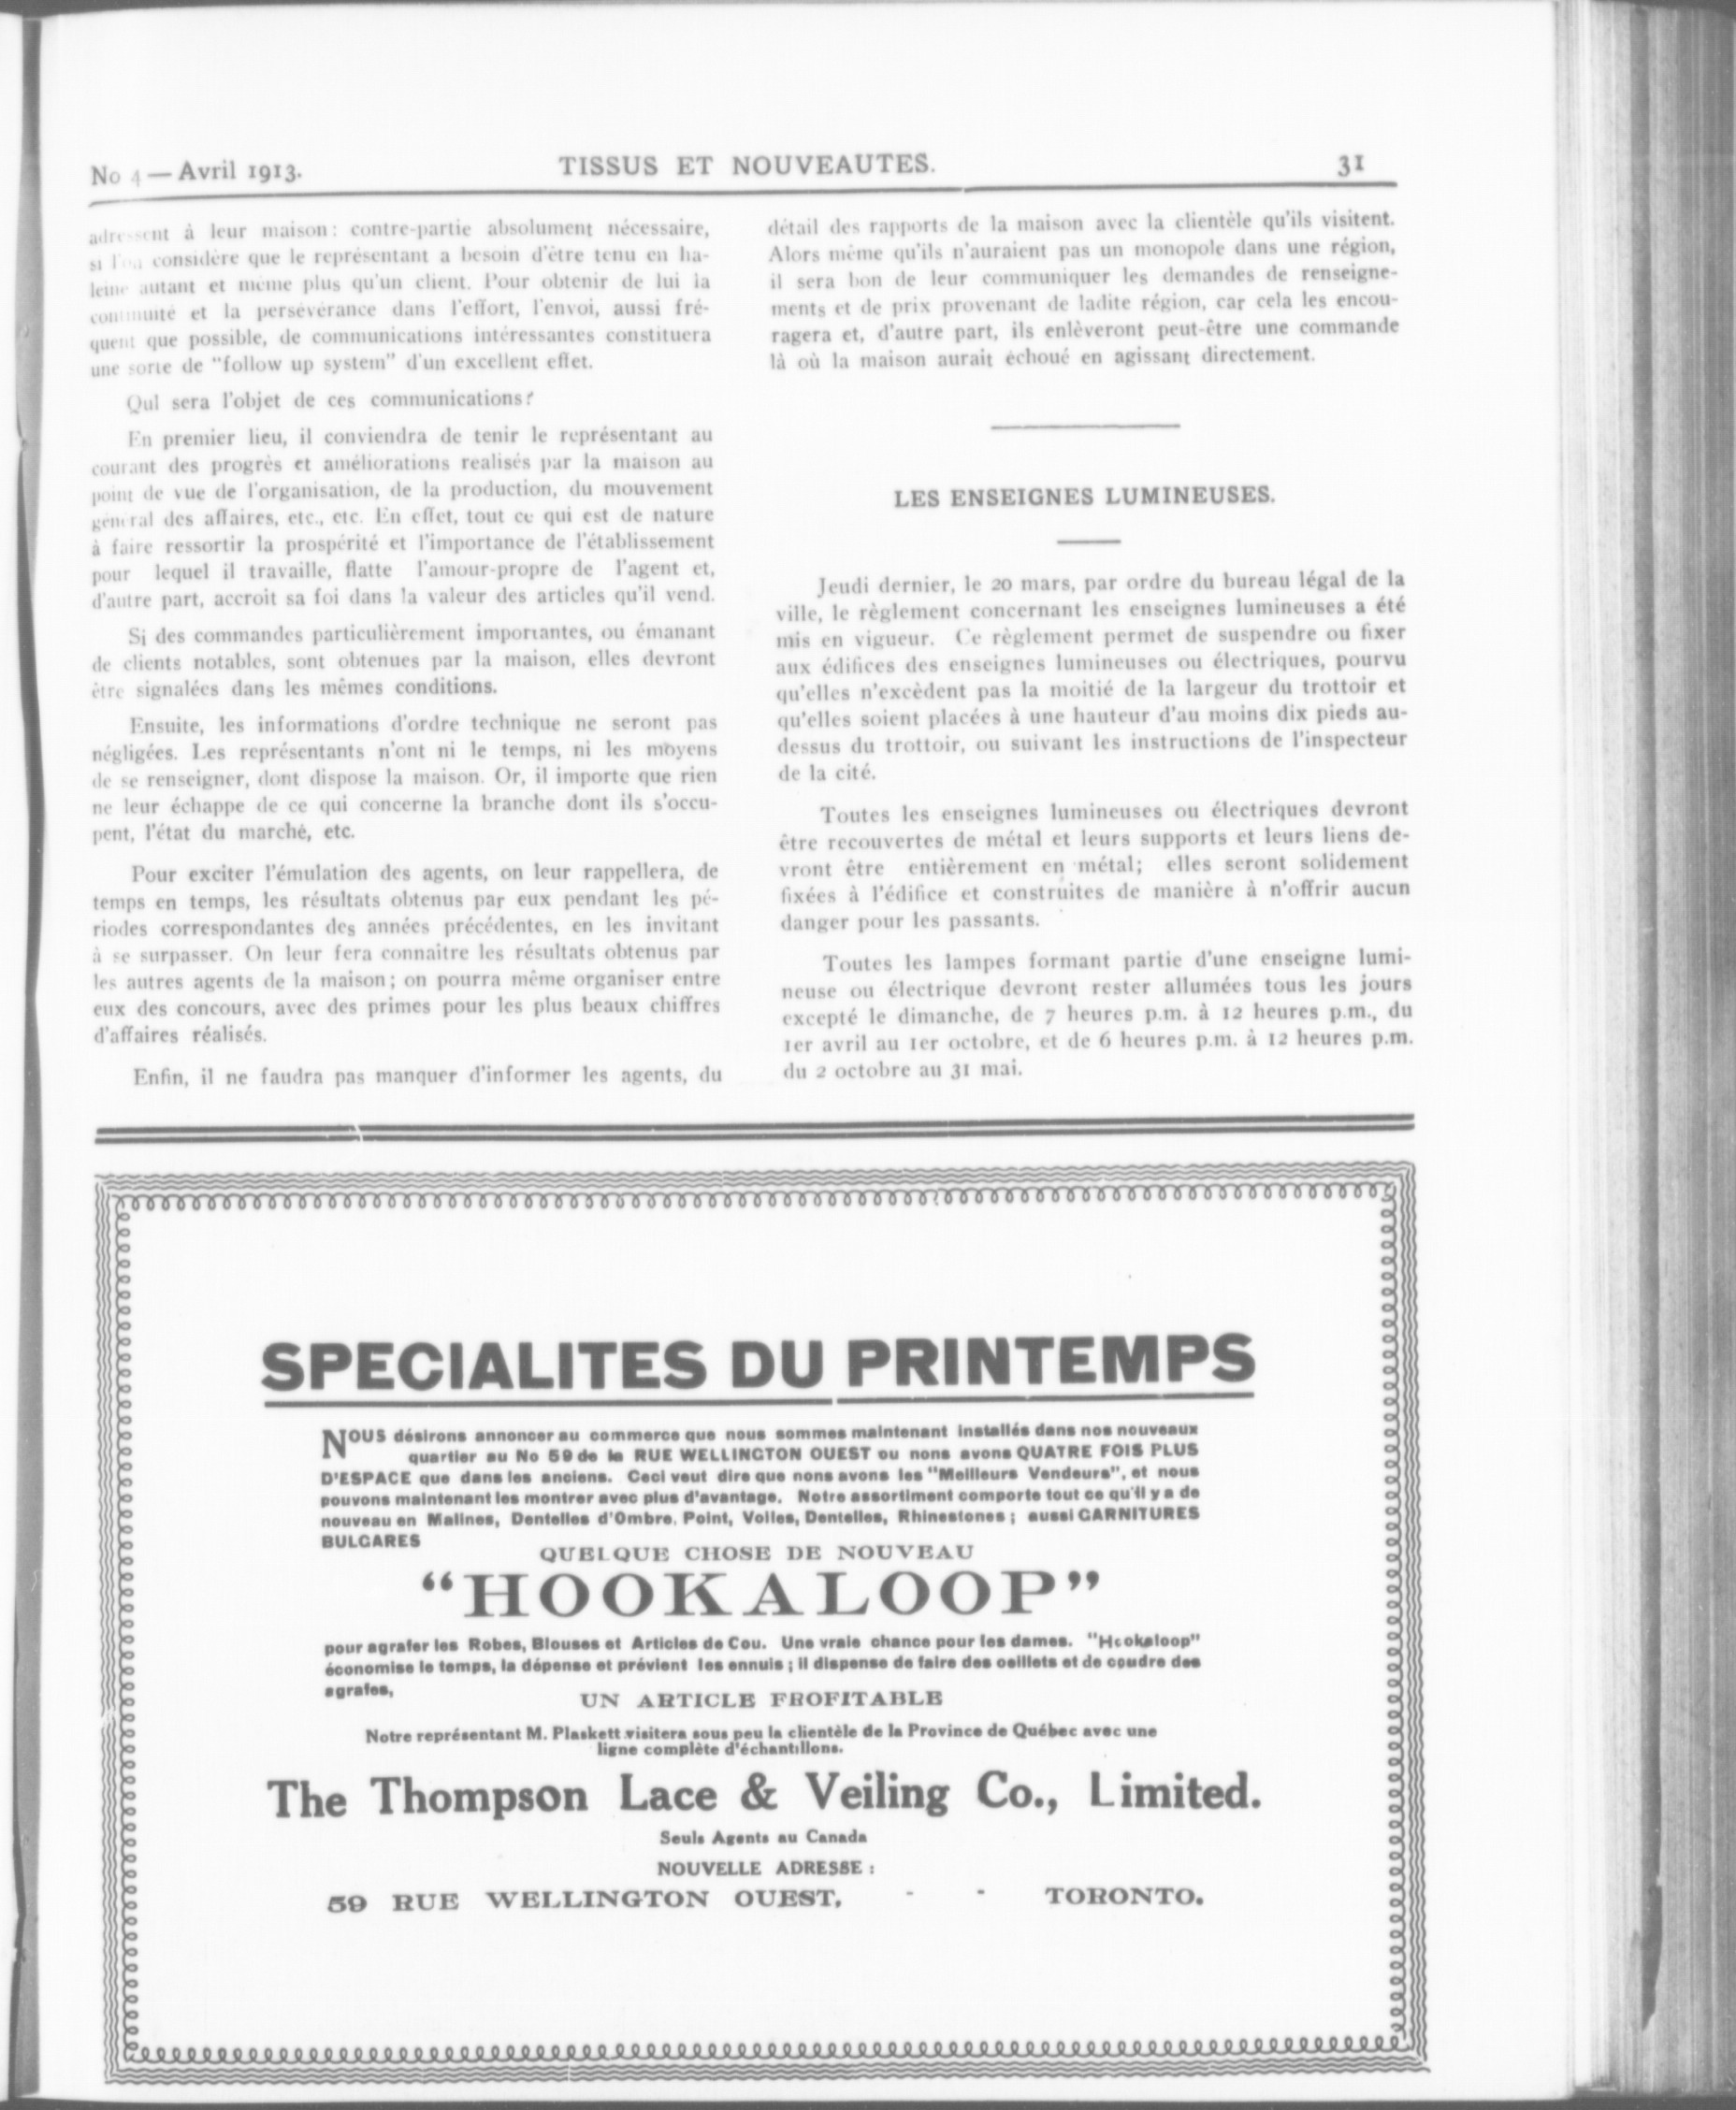 No 4 — Avril 1913.
TISSUS ET NOUVEAUTES.
31
adressent à leur maison: contre-partie absolument nécessaire,
si l'on considère que le représentant a besoin d'être tenu en ha-
leine autant et même plus qu'un client. Pour obtenir de lui la
continuité et la persévérance dans l'effort, l'envoi, aussi fré-
quent que possible, de communications intéressantes constituera
une sorte de "follow up system" d'un excellent effet.
Qul sera l'objet de ces communications?
En premier lieu, il conviendra de tenir le représentant au
courant des progrès et améliorations realisés par la maison au
point de vue de l'organisation, de la production, du mouvement
général des affaires, etc., etc. En effet, tout ce qui est de nature
à faire ressortir la prospérité et l'importance de l'établissement
pour lequel il travaille, flatte l'amour-propre de l'agent et,
d'autre part, accroit sa foi dans la valeur des articles qu'il vend.
Si des commandes particulièrement importantes, ou émanant
de clients notables, sont obtenues par la maison, elles devront
être signalées dans les mêmes conditions.
Ensuite, les informations d'ordre technique ne seront pas
négligées. Les représentants n'ont ni le temps, ni les moyens
de se renseigner, dont dispose la maison. Or, il importe que rien
ne leur échappe de ce qui concerne la branche dont ils s'occu-
pent, l'état du marché, etc.
Pour exciter l'émulation des agents, on leur rappellera, de
temps en temps, les résultats obtenus par eux pendant les pé-
riodes correspondantes des années précédentes, en les invitant
à se surpasser. On leur fera connaitre les résultats obtenus par
les autres agents de la maison; on pourra même organiser entre
eux des concours, avec des primes pour les plus beaux chiffres
d'affaires réalisés.
Enfin, il ne faudra pas manquer d'informer les agents, du
détail des rapports de la maison avec la clientèle qu'ils visitent.
Alors même qu'ils n'auraient pas un monopole dans une région,
il sera bon de leur communiquer les demandes de renseigne-
ments et de prix provenant de ladite région, car cela les encou-
ragera et, d'autre part, ils enlèveront peut-être une commande
là où la maison aurait échoué en agissant directement.
LES ENSEIGNES LUMINEUSES.
Jeudi dernier, le 20 mars, par ordre du bureau légal de la
ville, le règlement concernant les enseignes lumineuses a été
mis en vigueur. Ce règlement permet de suspendre ou fixer
aux édifices des enseignes lumineuses ou électriques, pourvu
qu'elles n'excèdent pas la moitié de la largeur du trottoir et
qu'elles soient placées à une hauteur d'au moins dix pieds au-
dessus du trottoir, ou suivant les instructions de l'inspecteur
de la cité.
Toutes les enseignes lumineuses ou électriques devront
être recouvertes de métal et leurs supports et leurs liens de-
vront être entièrement en métal; elles seront solidement
fixées à l'édifice et construites de manière à n'offrir aucun
danger pour les passants.
Toutes les lampes formant partie d'une enseigne lumi-
neuse ou électrique devront rester allumées tous les jours
excepté le dimanche, de 7 heures p.m. à 12 heures p.m., du
1er avril au 1er octobre, et de 6 heures p.m. à 12 heures p.m.
du 2 octobre au 31 mai.
SPECIALITES DU PRINTEMPS
NOUS désirons annoncer au commerce que nous sommes maintenant installés dans nos nouveaux
quartier au No 59 de la RUE WELLINGTON OUEST ou nons avons QUATRE FOIS PLUS
D'ESPACE que dans les anciens. Ceci veut dire que nons avons les "Meilleurs Vendeurs", et nous
pouvons maintenant les montrer avec plus d'avantage. Notre assortiment comporte tout ce qu'il y a de
nouveau en Malines, Dentelles d'Ombre, Point, Voiles, Dentelles, Rhinestones; aussi GARNITURES
BULGARES
QUELQUE CHOSE DE NOUVEAU
"HOOKALOOP"
pour agrafer les Robes, Blouses et Articles de Cou. Une vraie chance pour les dames. "Hookaloop"
économise le temps, la dépense et prévient les ennuis; il dispense de faire des oeillets et de coudre des
agrafes,
UN ARTICLE PROFITABLE
Notre représentant M. Plaskett visitera sous peu la clientèle de la Province de Québec avec une
ligne complète d'échantillons.
The Thompson Lace & Veiling Co., Limited.
Seuls Agents au Canada
NOUVELLE ADRESSE:
59 RUE WELLINGTON OUEST, - - TORONTO.